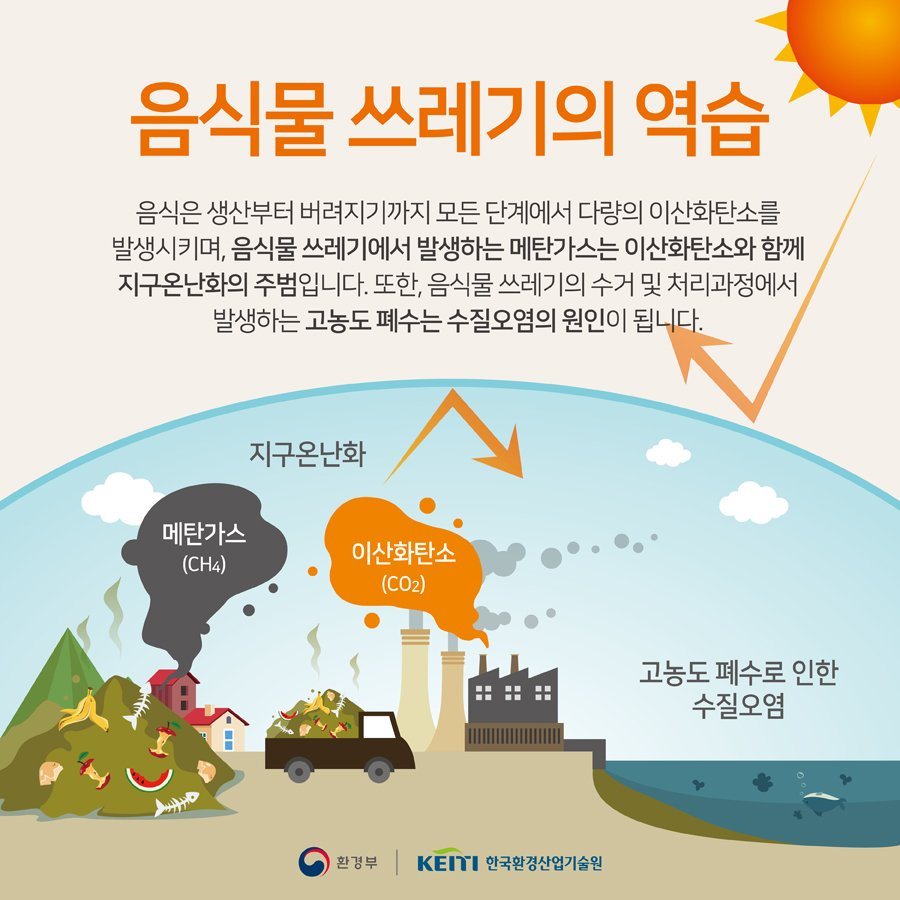 음식물 쓰레기의 역습
음식은 생산부터 버려지기까지 모든 단계에서 다량의 이산화탄소를
발생시키며, 음식물 쓰레기에서 발생하는 메탄가스는 이산화탄소와 함께
지구온난화의 주범입니다. 또한, 음식물 쓰레기의 수거 및 처리과정에서
발생하는 고농도 폐수는 수질오염의 원인이 됩니다.
지구온난화
메탄가스
(CH4)
이산화탄소
(CO2)
고농도 폐수로 인한
수질오염
환경부
KEITI 한국환경산업기술원